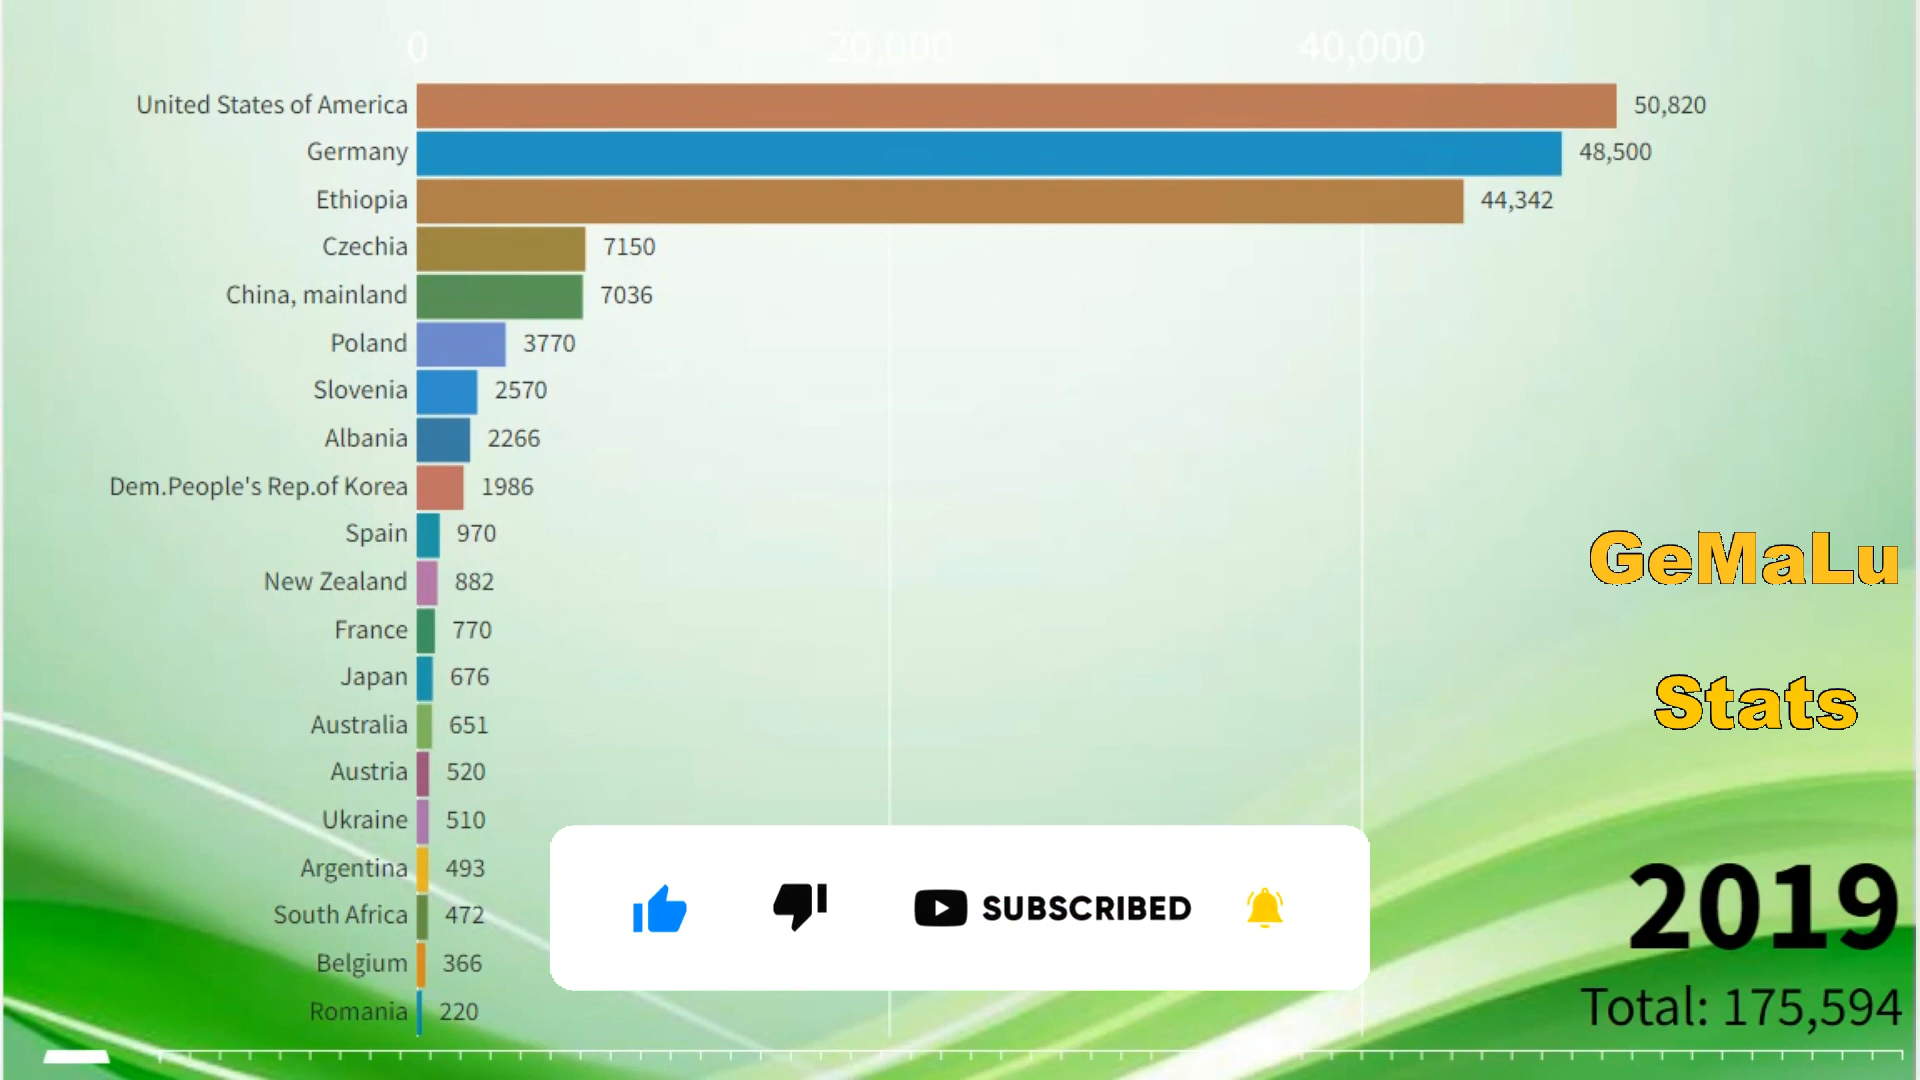 0 20,000 40,000
United States of America 50,820
Germany 48,500
Ethiopia 44,342
Czechia 7150
China, mainland 7036
Poland 3770
Slovenia 2570
Albania 2266
Dem.People's Rep.of Korea 1986
Spain 970
New Zealand 882
France 770
Japan 676
Australia 651
Austria 520
Ukraine 510
Argentina 493
South Africa 472
Belgium 366
Romania 220
GeMaLu
Stats
SUBSCRIBED
2019
Total: 175,594